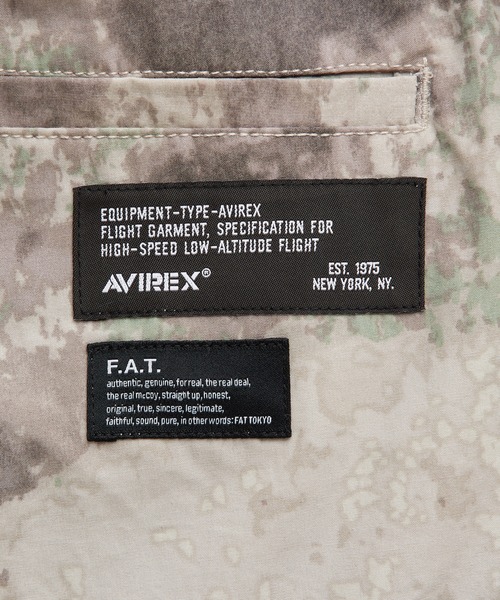 EQUIPMENT-TYPE-AVIREX
FLIGHT GARMENT, SPECIFICATION FOR
HIGH-SPEED LOW-ALTITUDE FLIGHT
AVIREX®
EST. 1975
NEW YORK, NY.
F.A.T.
authentic, genuine, forreal, the real deal,
the real mcCoy, straight up, honest,
original, true, sincere, legitimate,
faithful, sound, pure, in other words: FAT TOKYO